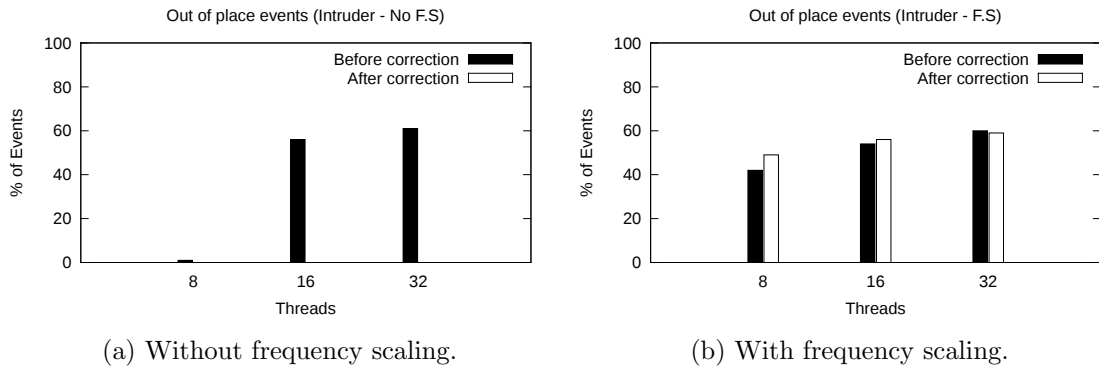 Out of place events (Intruder - No F.S)
Before correction
After correction
100
80
60
40
20
0
% of Events
8 16 32
Threads
(a) Without frequency scaling.
Out of place events (Intruder - F.S)
Before correction
After correction
100
80
60
40
20
0
% of Events
8 16 32
Threads
(b) With frequency scaling.